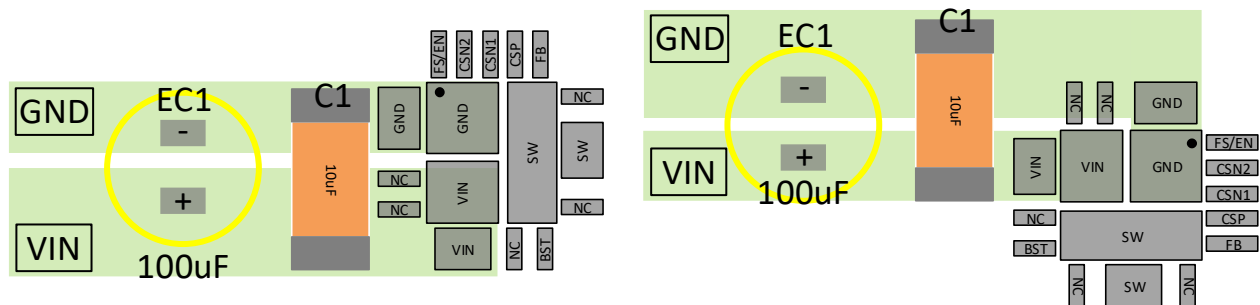 FS/EN
CSN2
CSN1
CSP
FB
GND
EC1
C1
GND
GND
NC
-
10uF
SW
SW
+
NC
NC
VIN
NC
VIN
100uF
VIN
NC
BST
GND
EC1
C1
-
10uF
NC
NC
GND
VIN
+
100uF
VIN
VIN
GND
FS/EN
CSN2
CSN1
NC
CSP
BST
SW
FB
NC
SW
NC